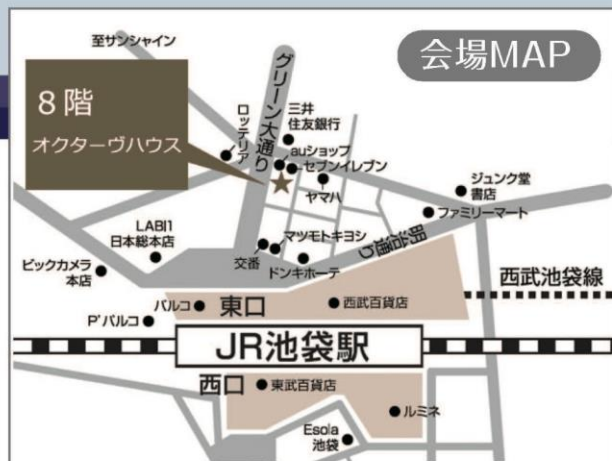 至サンシャイン
会場MAP
8階
オクターヴハウス
グリーン大通り
ロッテリア
三井
住友銀行
auショップ
セブンイレブン
ヤマハ
ジュンク堂
書店
ファミリーマート
明治通り
LABI1
日本総本店
ビックカメラ
本店
交番
マツモトキヨシ
ドンキホーテ
西武池袋線
パルコ
東口
西武百貨店
P'パルコ
JR池袋駅
西口
東武百貨店
ルミネ
Esola
池袋